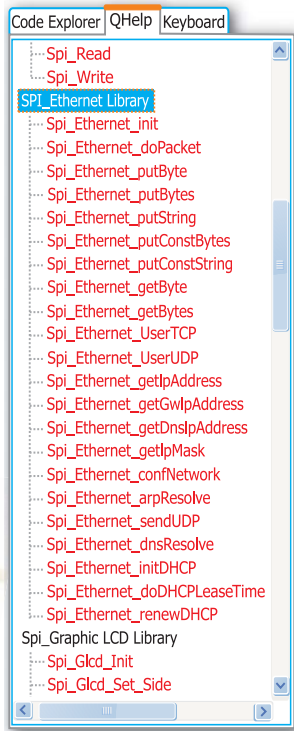 Code Explorer QHelp Keyboard
Spi_Read
Spi_Write
SPI_Ethernet Library
Spi_Ethernet_init
Spi_Ethernet_doPacket
Spi_Ethernet_putByte
Spi_Ethernet_putBytes
Spi_Ethernet_putString
Spi_Ethernet_putConstBytes
Spi_Ethernet_putConstString
Spi_Ethernet_getByte
Spi_Ethernet_getBytes
Spi_Ethernet_UserTCP
Spi_Ethernet_UserUDP
Spi_Ethernet_getIpAddress
Spi_Ethernet_getGwIpAddress
Spi_Ethernet_getDnsIpAddress
Spi_Ethernet_getIpMask
Spi_Ethernet_confNetwork
Spi_Ethernet_arpResolve
Spi_Ethernet_sendUDP
Spi_Ethernet_dnsResolve
Spi_Ethernet_initDHCP
Spi_Ethernet_doDHCPLeaseTime
Spi_Ethernet_renewDHCP
Spi_Graphic LCD Library
Spi_Glcd_Init
Spi_Glcd_Set_Side